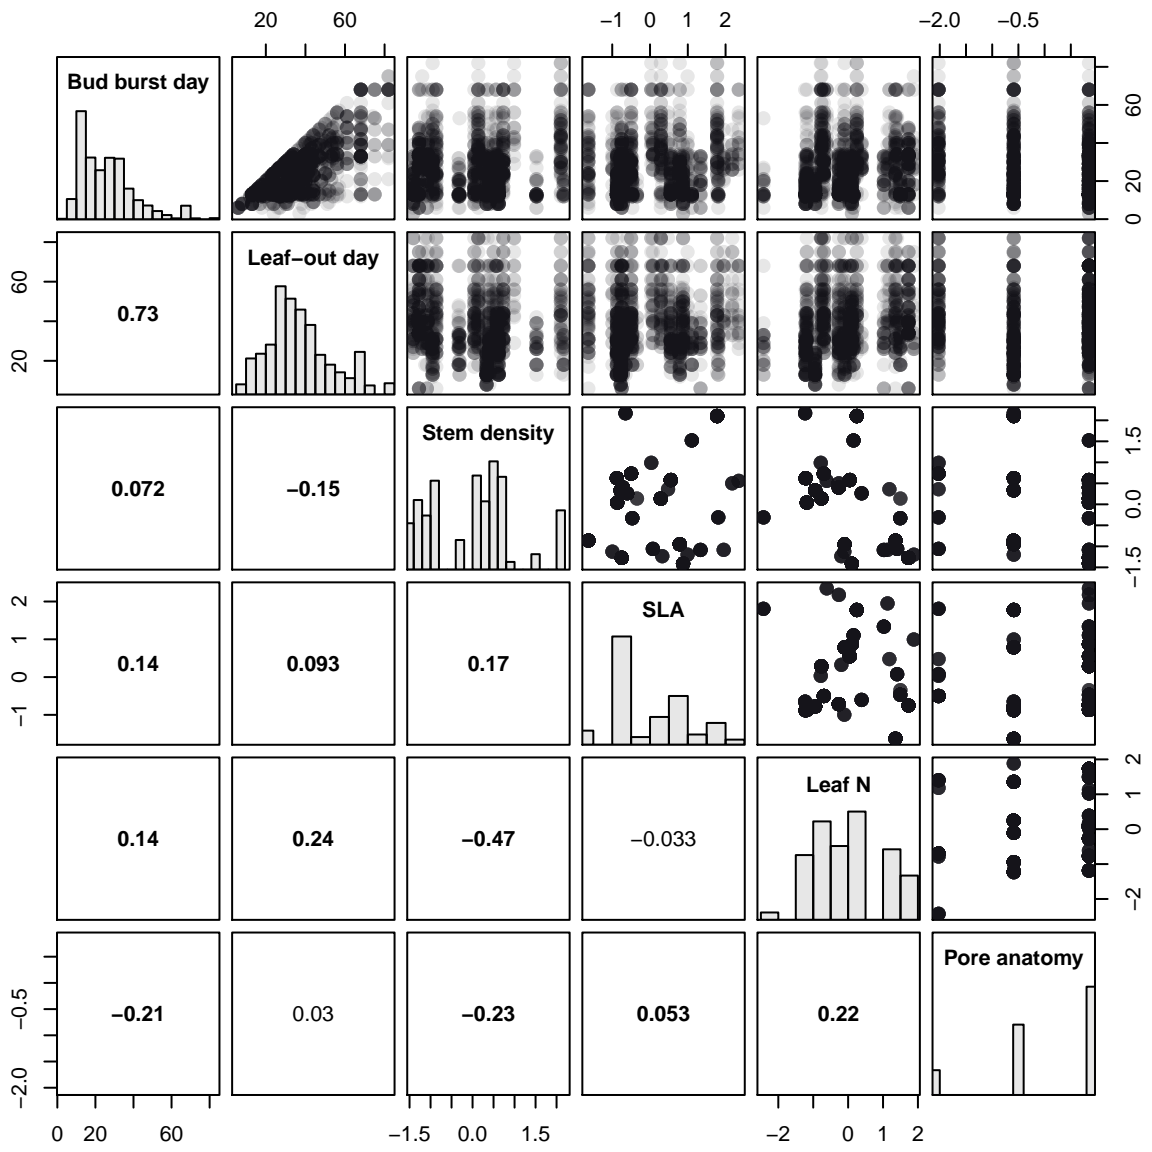 20 60 −1 0 1 2 −2.0 −0.5
Bud burst day
0 20 60
Leaf−out day
20 60
0.73
Stem density
−1.5 0.0 1.5
0.072 −0.15
SLA
−1 0 1 2
0.14 0.093 0.17
Leaf N
−2 0 1 2
0.14 0.24 −0.47 −0.033
Pore anatomy
−2.0 −0.5
−0.21 0.03 −0.23 0.053 0.22
0 20 60 −1.5 0.0 1.5 −2 0 1 2